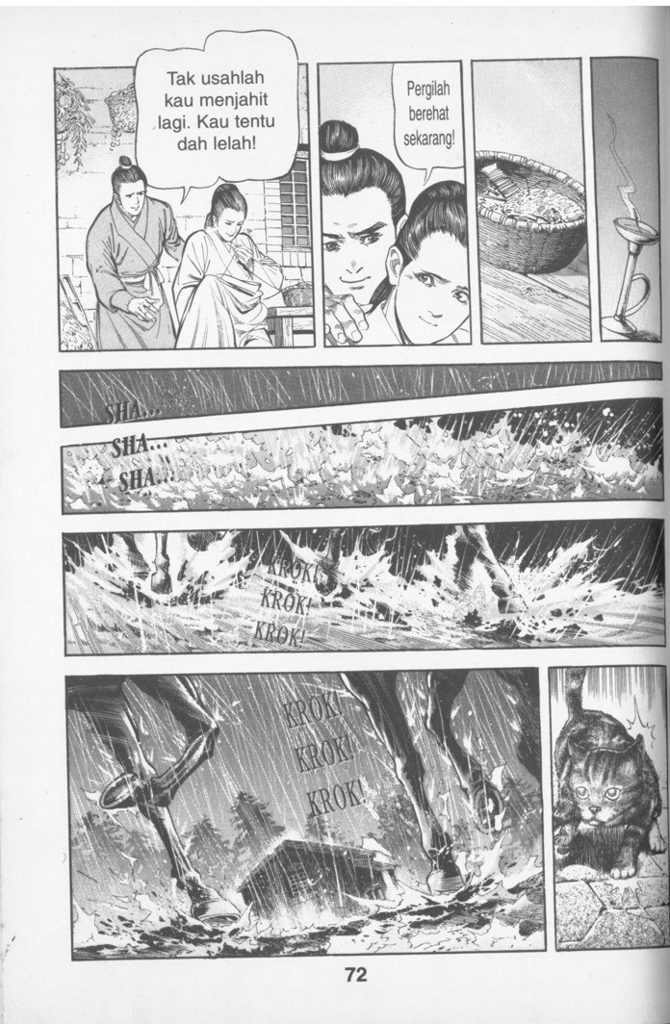 Tak usahlah
kau menjahit
lagi. Kau tentu
dah lelah!
Pergilah
berehat
sekarang!
SHA...
SHA...
SHA...
KROK!
KROK!
KROK!
KROK!
KROK!
KROK!
72